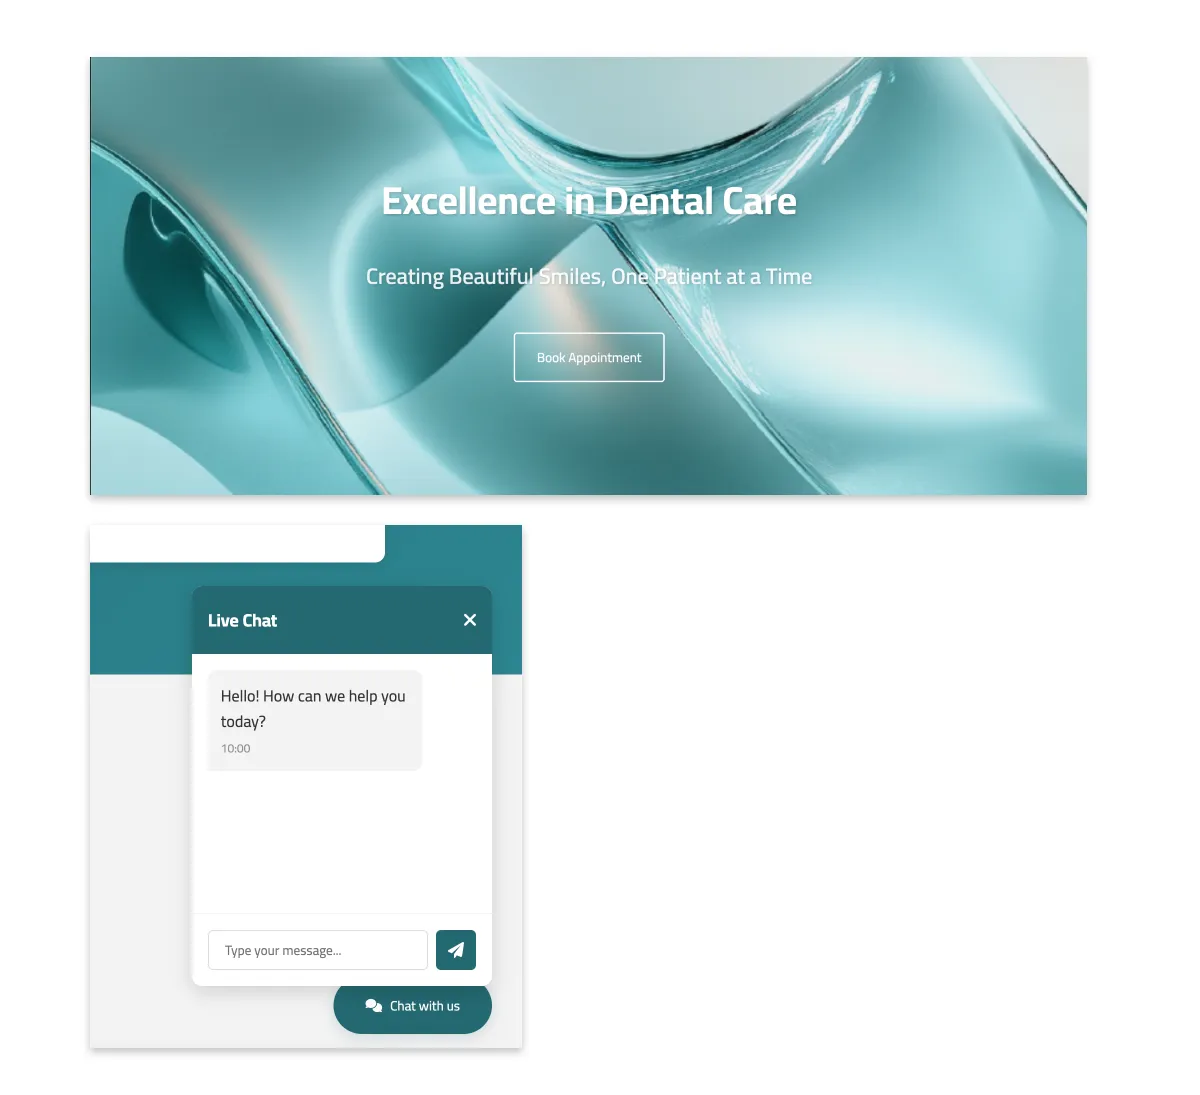 Excellence in Dental Care
Creating Beautiful Smiles, One Patient at a Time
Book Appointment
Live Chat
Hello! How can we help you
today?
10:00
Type your message...
Chat with us